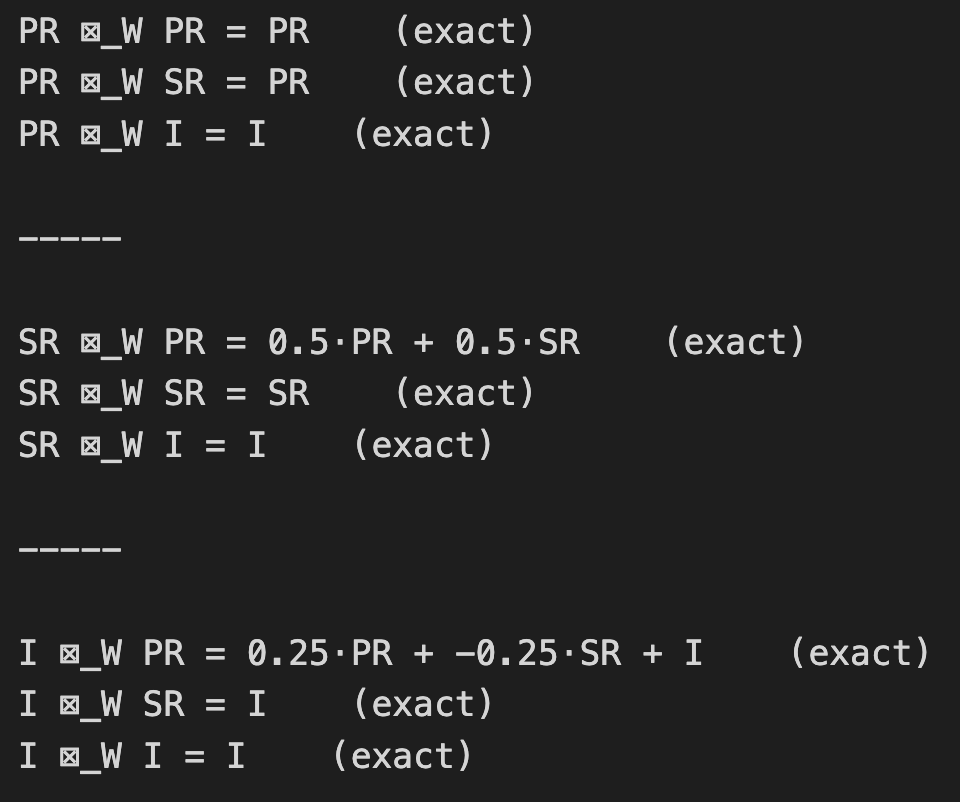 PR ⊠_W PR = PR    (exact)
PR ⊠_W SR = PR    (exact)
PR ⊠_W I = I    (exact)
-----
SR ⊠_W PR = 0.5·PR + 0.5·SR    (exact)
SR ⊠_W SR = SR    (exact)
SR ⊠_W I = I    (exact)
-----
I ⊠_W PR = 0.25·PR + -0.25·SR + I    (exact)
I ⊠_W SR = I    (exact)
I ⊠_W I = I    (exact)